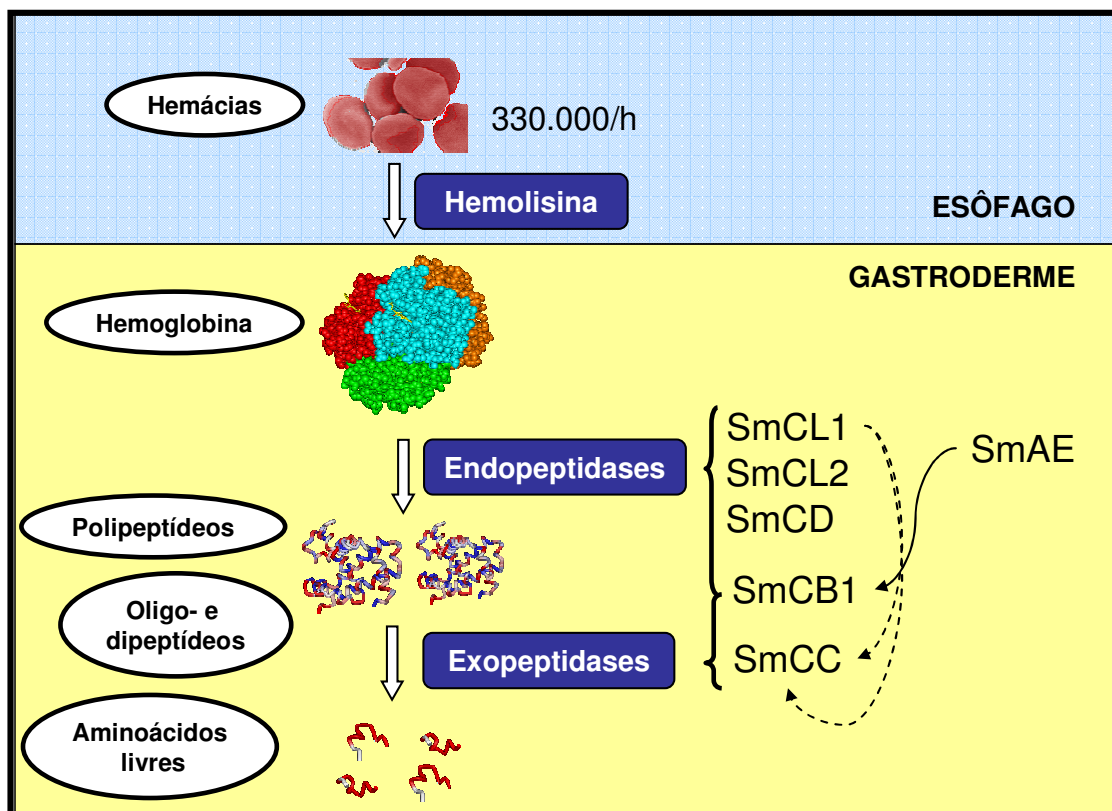 Hemácias
330.000/h
Hemolisina
ESÔFAGO
GASTRODERME
Hemoglobina
SmCL1
SmAE
Endopeptidases
SmCL2
SmCD
Polipeptídeos
SmCB1
Oligo- e
dipeptídeos
Exopeptidases
SmCC
Aminoácidos
livres